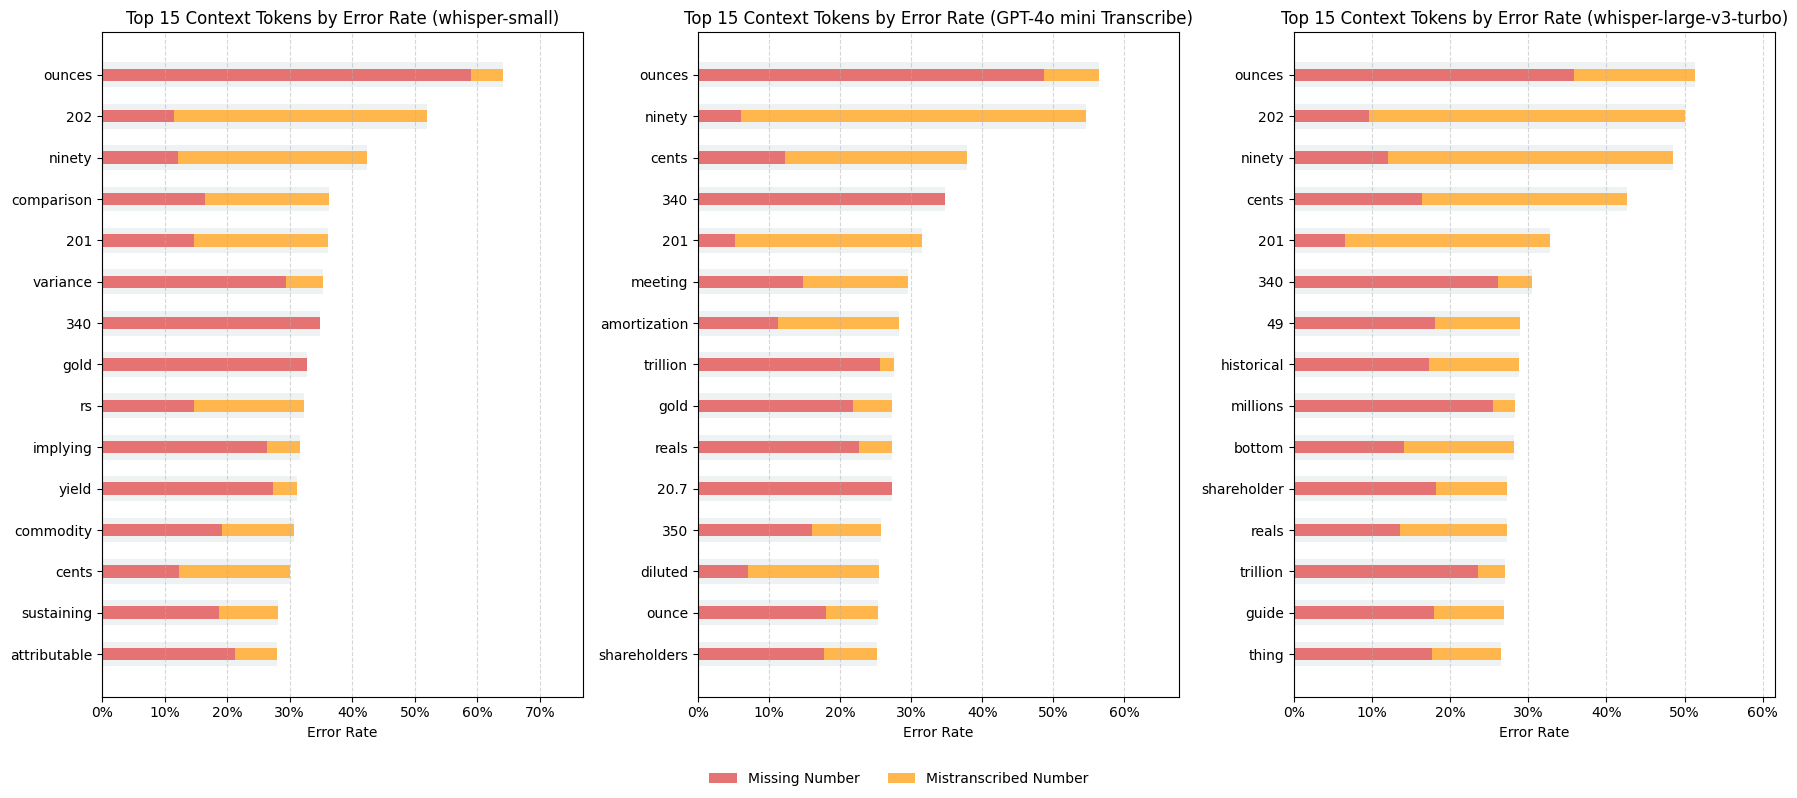 Top 15 Context Tokens by Error Rate (whisper-small)
ounces
202
ninety
comparison
201
variance
340
gold
rs
implying
yield
commodity
cents
sustaining
attributable
0% 10% 20% 30% 40% 50% 60% 70%
Error Rate
Top 15 Context Tokens by Error Rate (GPT-4o mini Transcribe)
ounces
ninety
cents
340
201
meeting
amortization
trillion
gold
reals
20.7
350
diluted
ounce
shareholders
0% 10% 20% 30% 40% 50% 60%
Error Rate
Top 15 Context Tokens by Error Rate (whisper-large-v3-turbo)
ounces
202
ninety
cents
201
340
49
historical
millions
bottom
shareholder
reals
trillion
guide
thing
0% 10% 20% 30% 40% 50% 60%
Error Rate
Missing Number Mistranscribed Number